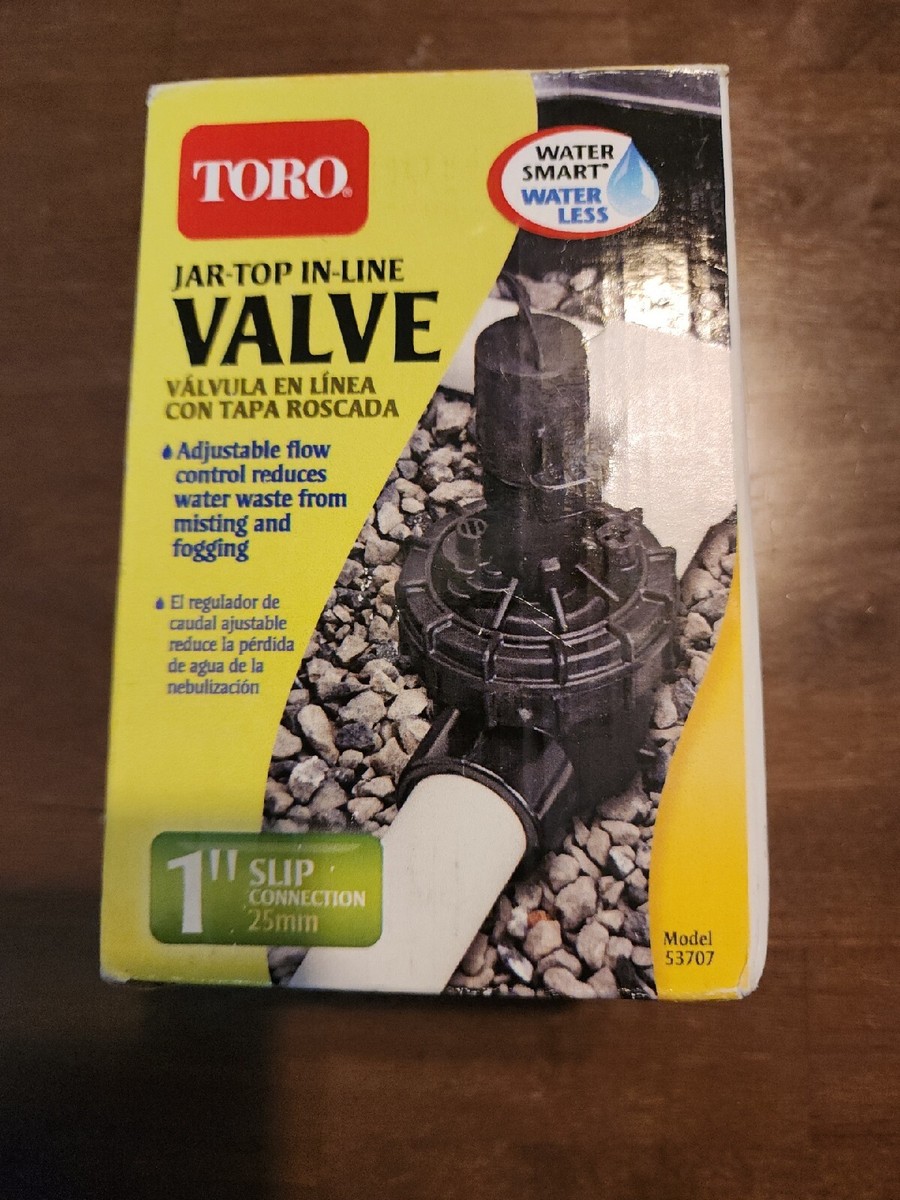 TORO®
WATER
SMART®
WATER
LESS
JAR-TOP IN-LINE
VALVE
VÁLVULA EN LÍNEA
CON TAPA ROSCADA
Adjustable flow
control reduces
water waste from
misting and
fogging
El regulador de
caudal ajustable
reduce la pérdida
de agua de la
nebulización
1" SLIP
CONNECTION
25mm
Model
53707